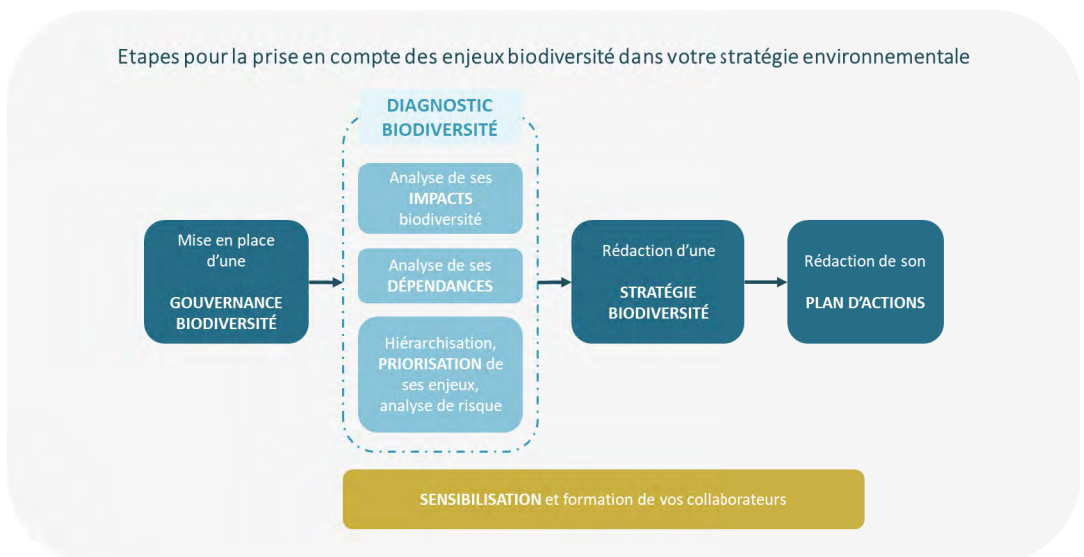 Etapes pour la prise en compte des enjeux biodiversité dans votre stratégie environnementale
Mise en place
d'une
GOUVERNANCE
BIODIVERSITÉ
DIAGNOSTIC
BIODIVERSITÉ
Analyse de ses
IMPACTS
biodiversité
Analyse de ses
DÉPENDANCES
Hiérarchisation,
PRIORISATION de
ses enjeux,
analyse de risque
Rédaction d'une
STRATÉGIE
BIODIVERSITÉ
Rédaction de son
PLAN D'ACTIONS
SENSIBILISATION et formation de vos collaborateurs